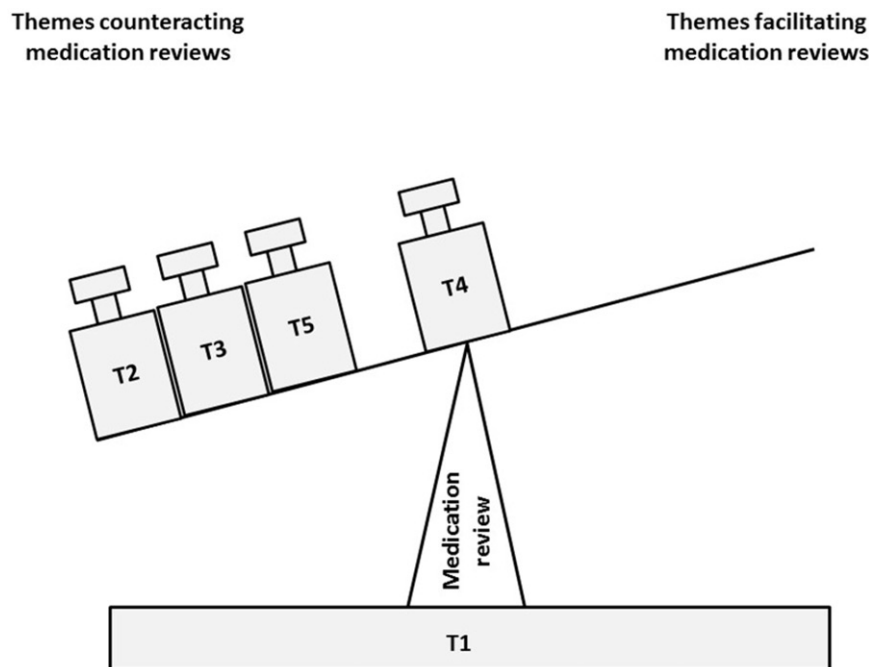 Themes counteracting
medication reviews
Themes facilitating
medication reviews
T4
T5
T3
T2
Medication
review
T1